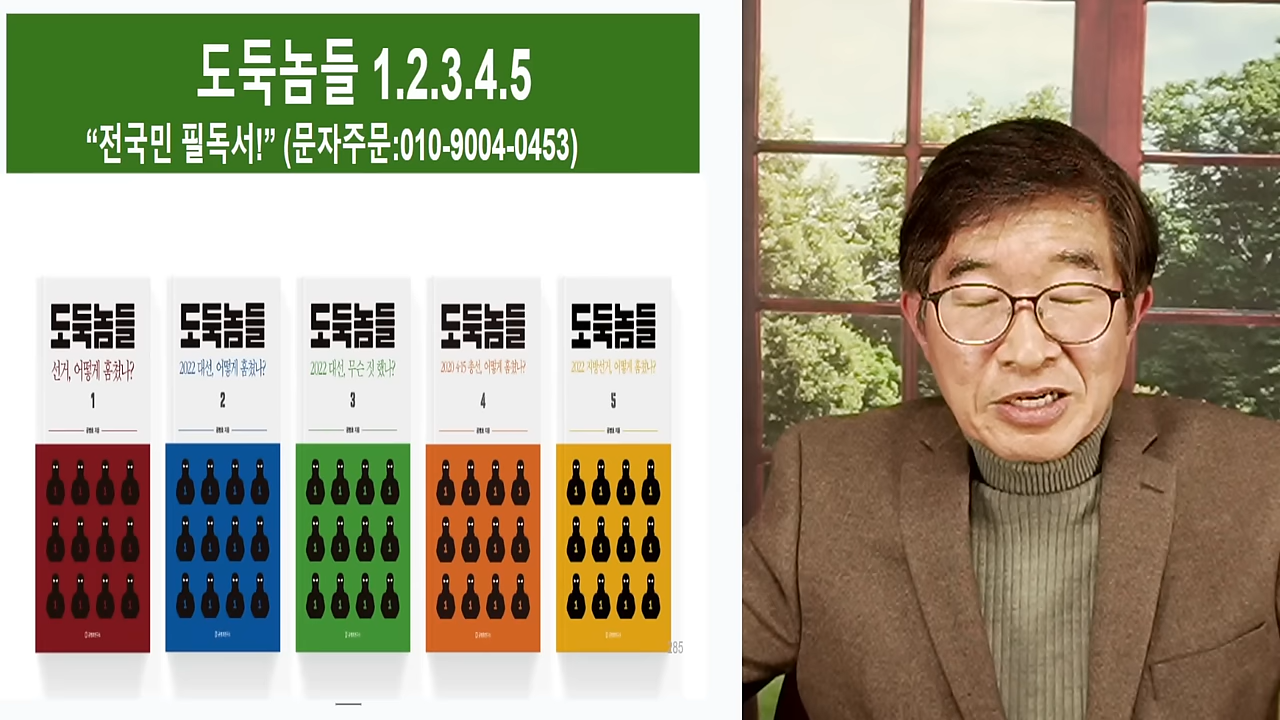 도둑놈들 1.2.3.4.5
“전국민 필독서!” (문자주문:010-9004-0453)
도둑놈들
선거, 어떻게 훔쳤나?
1
도둑놈들
2022 대선, 어떻게 훔쳤나?
2
도둑놈들
2022 대선, 무슨 짓 했나?
3
도둑놈들
2020 4·15 총선, 어떻게 훔쳤나?
4
도둑놈들
2022 지방선거, 어떻게 훔쳤나?
5
285